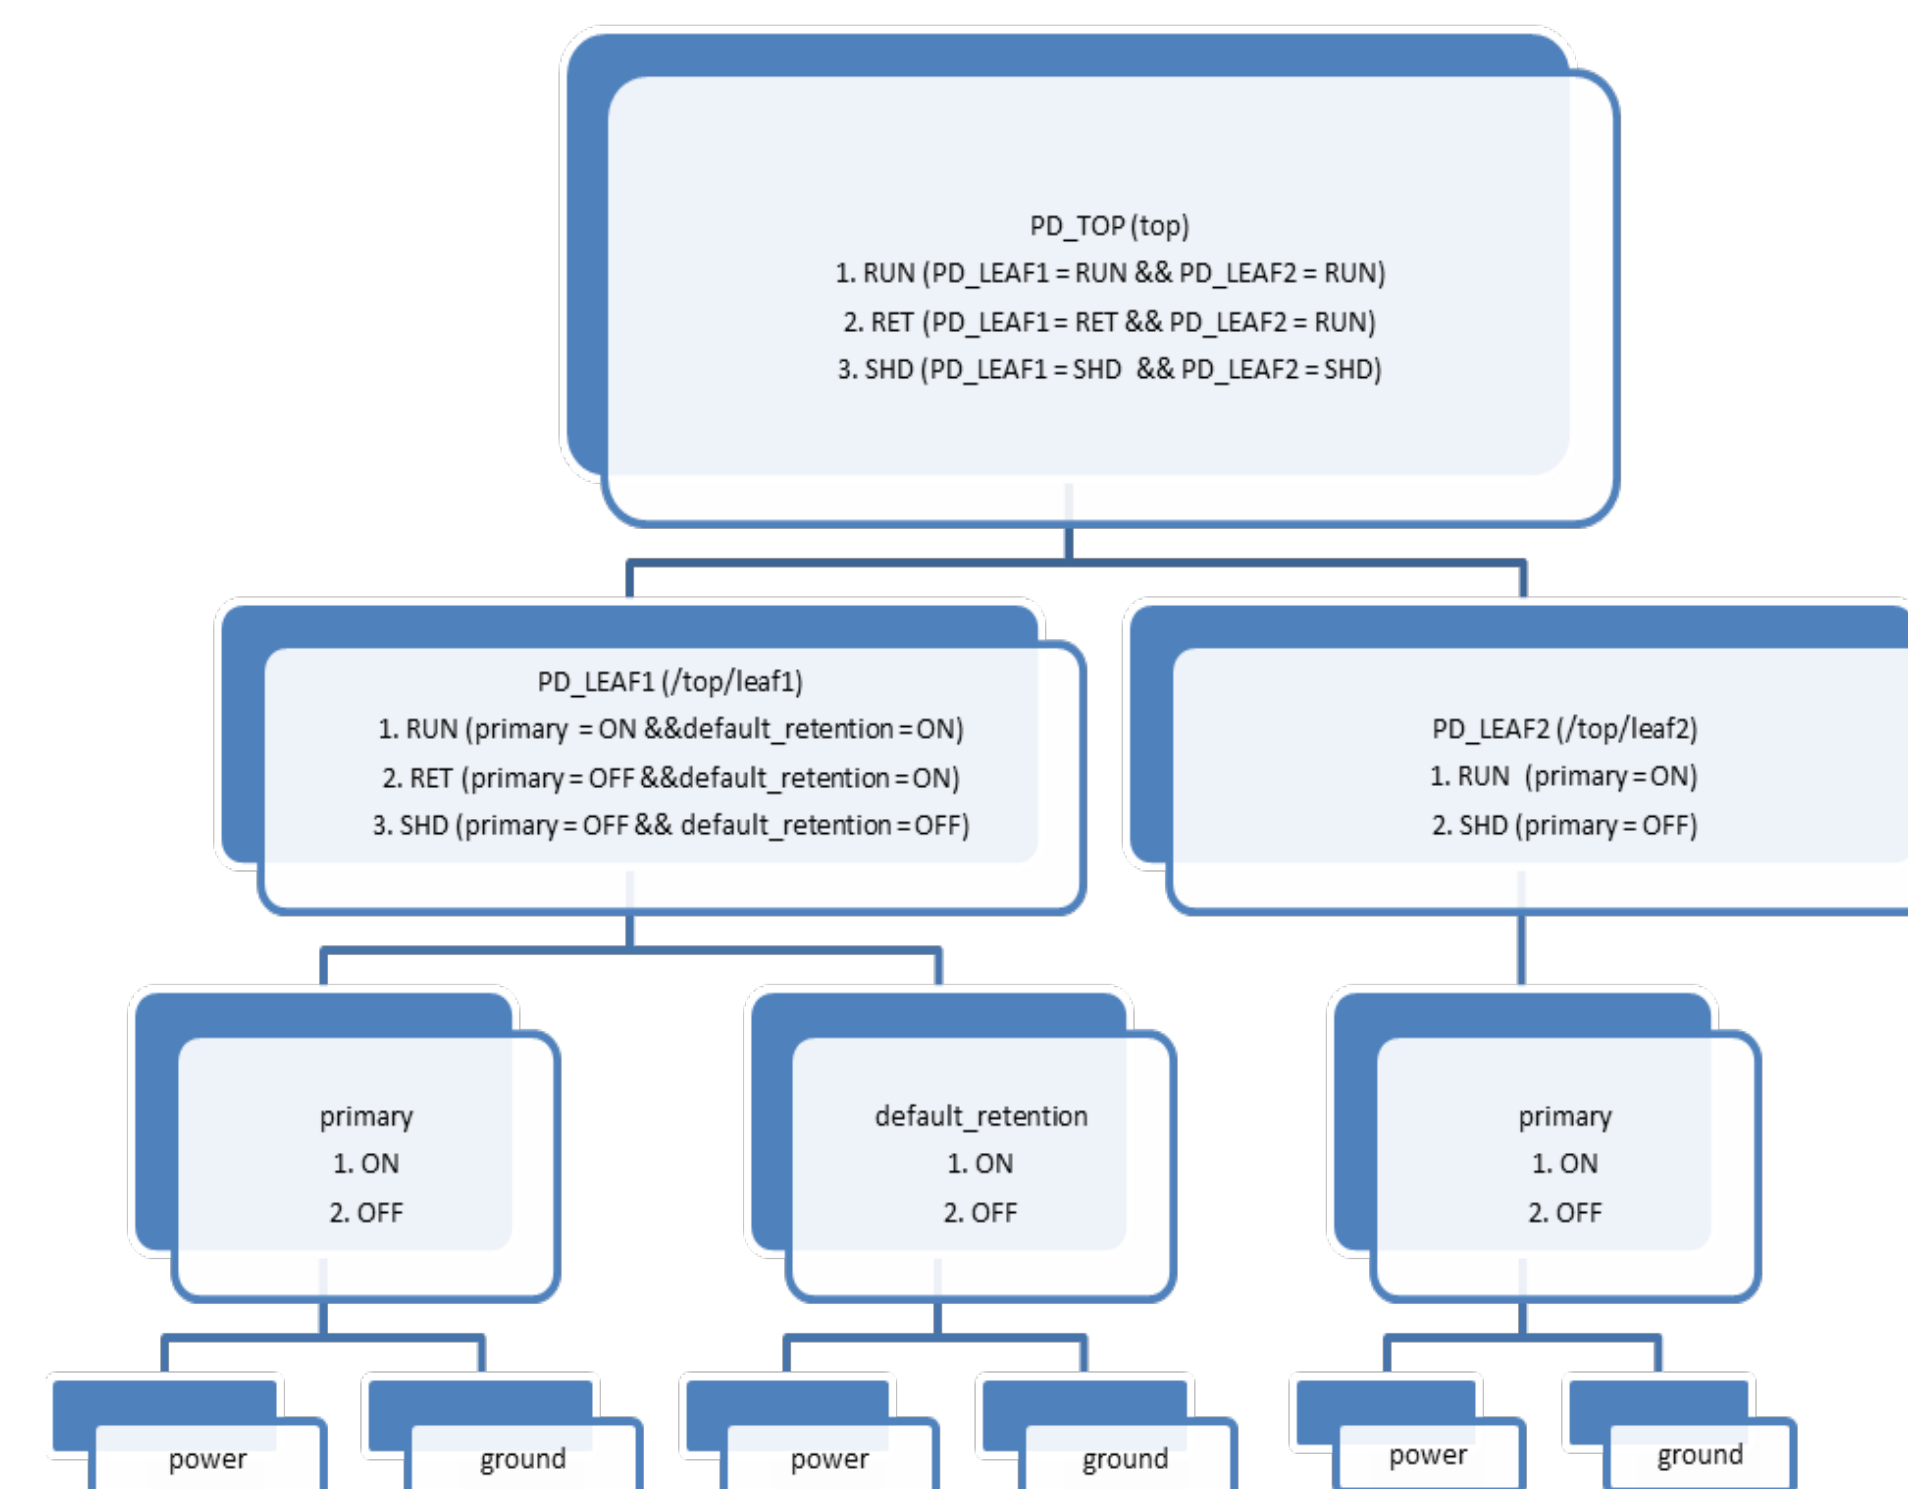 PD_TOP (top)
1. RUN (PD_LEAF1 = RUN && PD_LEAF2 = RUN)
2. RET (PD_LEAF1 = RET && PD_LEAF2 = RUN)
3. SHD (PD_LEAF1 = SHD && PD_LEAF2 = SHD)
PD_LEAF1 (/top/leaf1)
1. RUN (primary = ON &&default_retention = ON)
2. RET (primary = OFF &&default_retention = ON)
3. SHD (primary = OFF && default_retention = OFF)
PD_LEAF2 (/top/leaf2)
1. RUN (primary = ON)
2. SHD (primary = OFF)
primary
1. ON
2. OFF
default_retention
1. ON
2. OFF
primary
1. ON
2. OFF
power
ground
power
ground
power
ground